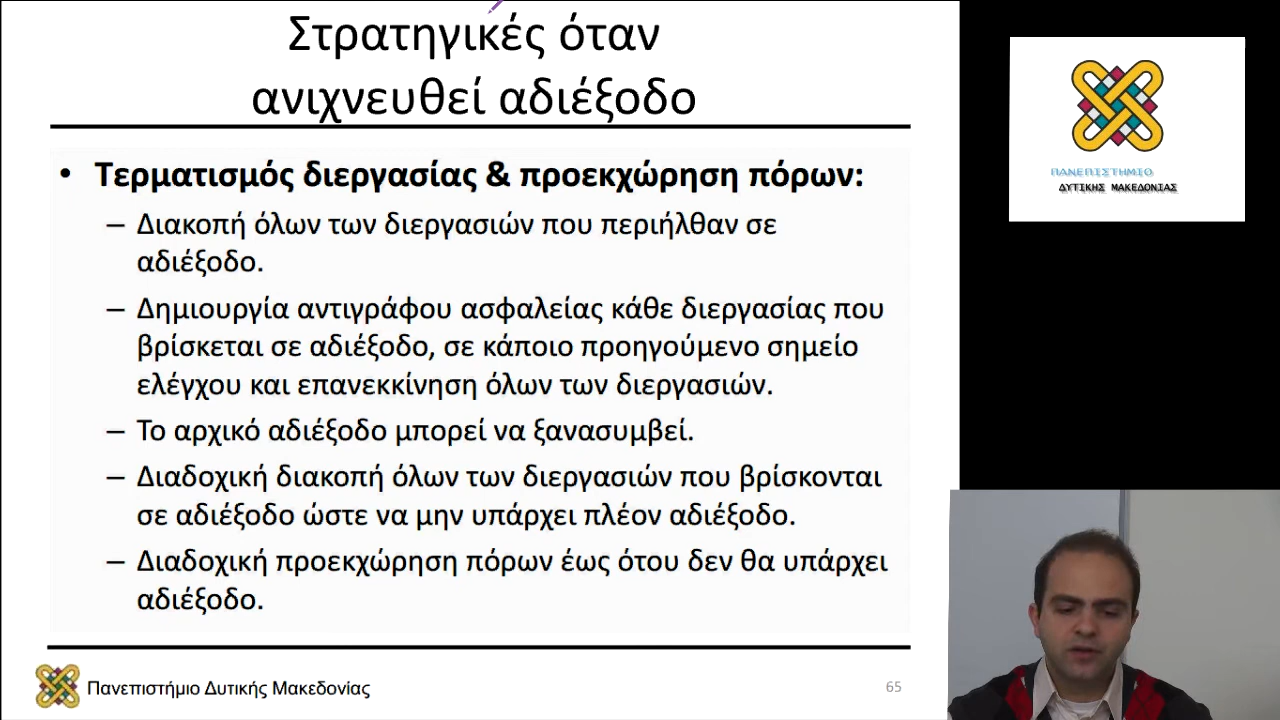 Στρατηγικές όταν
ανιχνευθεί αδιέξοδο
• Τερματισμός διεργασίας & προεκχώρηση πόρων:
– Διακοπή όλων των διεργασιών που περιήλθαν σε
αδιέξοδο.
– Δημιουργία αντιγράφου ασφαλείας κάθε διεργασίας που
βρίσκεται σε αδιέξοδο, σε κάποιο προηγούμενο σημείο
ελέγχου και επανεκκίνηση όλων των διεργασιών.
– Το αρχικό αδιέξοδο μπορεί να ξανασυμβεί.
– Διαδοχική διακοπή όλων των διεργασιών που βρίσκονται
σε αδιέξοδο ώστε να μην υπάρχει πλέον αδιέξοδο.
– Διαδοχική προεκχώρηση πόρων έως ότου δεν θα υπάρχει
αδιέξοδο.
Πανεπιστήμιο Δυτικής Μακεδονίας
65
ΠΑΝΕΠΙΣΤΗΜΙΟ
ΔΥΤΙΚΗΣ ΜΑΚΕΔΟΝΙΑΣ